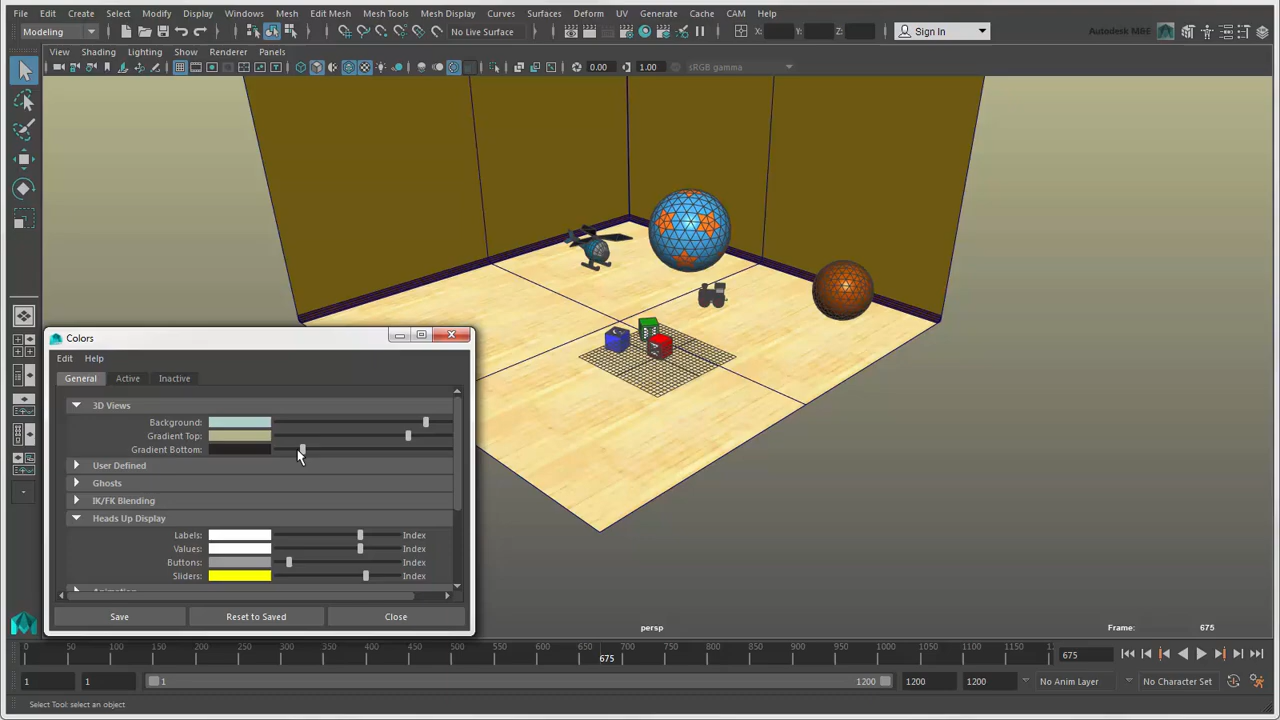 File Edit Create Select Modify Display Windows Mesh Edit Mesh Mesh Tools Mesh Display Curves Surfaces Deform UV Generate Cache CAM Help
Modeling No Live Surface X: Y: Z: Sign In Autodesk M&E
View Shading Lighting Show Renderer Panels
0.00 1.00 sRGB gamma
Colors
Edit Help
General Active Inactive
3D Views
Background:
Gradient Top:
Gradient Bottom:
User Defined
Ghosts
IK/FK Blending
Heads Up Display
Labels: Index
Values: Index
Buttons: Index
Sliders: Index
Save Reset to Saved Close
persp Frame: 675
0 50 100 150 200 250 300 350 400 450 500 550 600 650 700 750 800 850 900 950 1000 1050 1100 1150 12
675 675
1 1 1 1200 1200 1200 No Anim Layer No Character Set
Select Tool: select an object